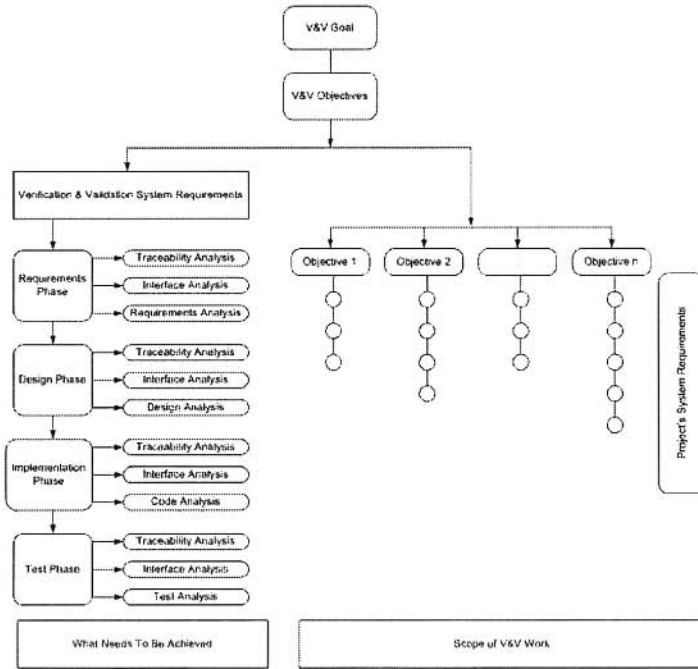 V&V Goal
V&V Objectives
Verification & Validation System Requirements
Requirements
Phase
Traceability Analysis
Interface Analysis
Requirements Analysis
Design Phase
Traceability Analysis
Interface Analysis
Design Analysis
Implementation
Phase
Traceability Analysis
Interface Analysis
Code Analysis
Test Phase
Traceability Analysis
Interface Analysis
Test Analysis
Objective 1
Objective 2
Objective n
Project's System Requirements
What Needs To Be Achieved
Scope of V&V Work